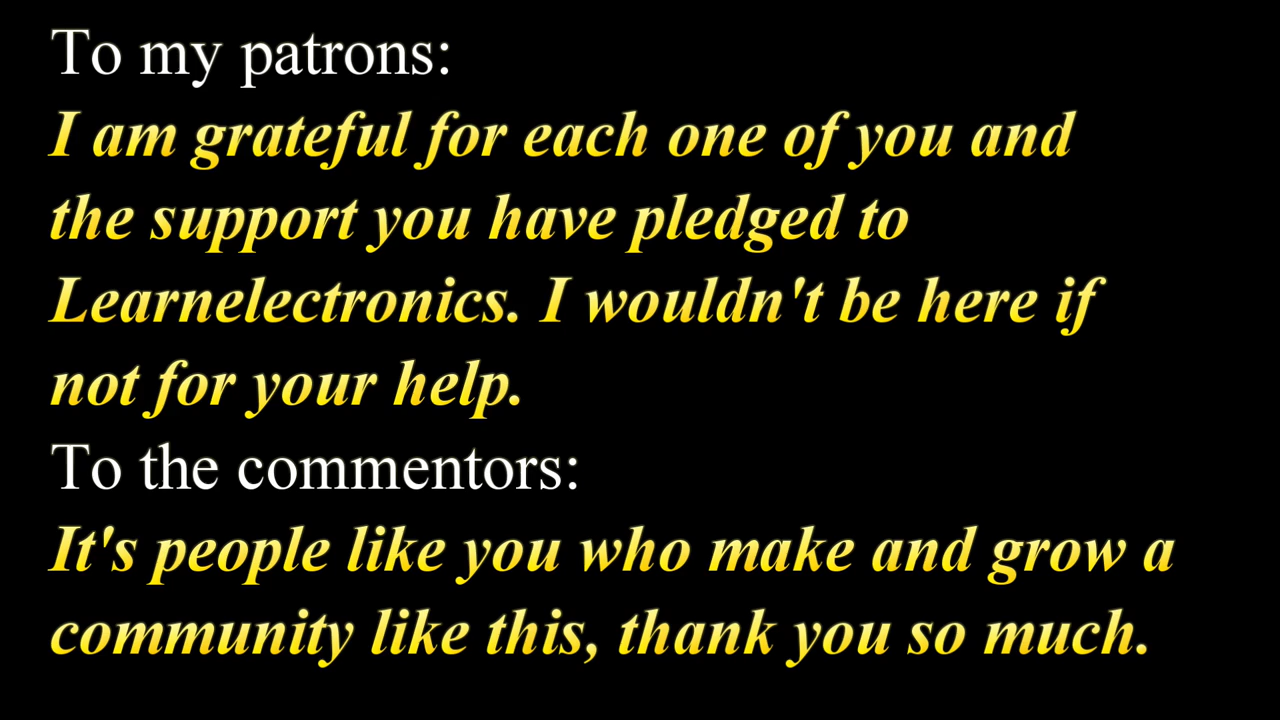 To my patrons:
I am grateful for each one of you and
the support you have pledged to
Learnelectronics. I wouldn't be here if
not for your help.
To the commentors:
It's people like you who make and grow a
community like this, thank you so much.